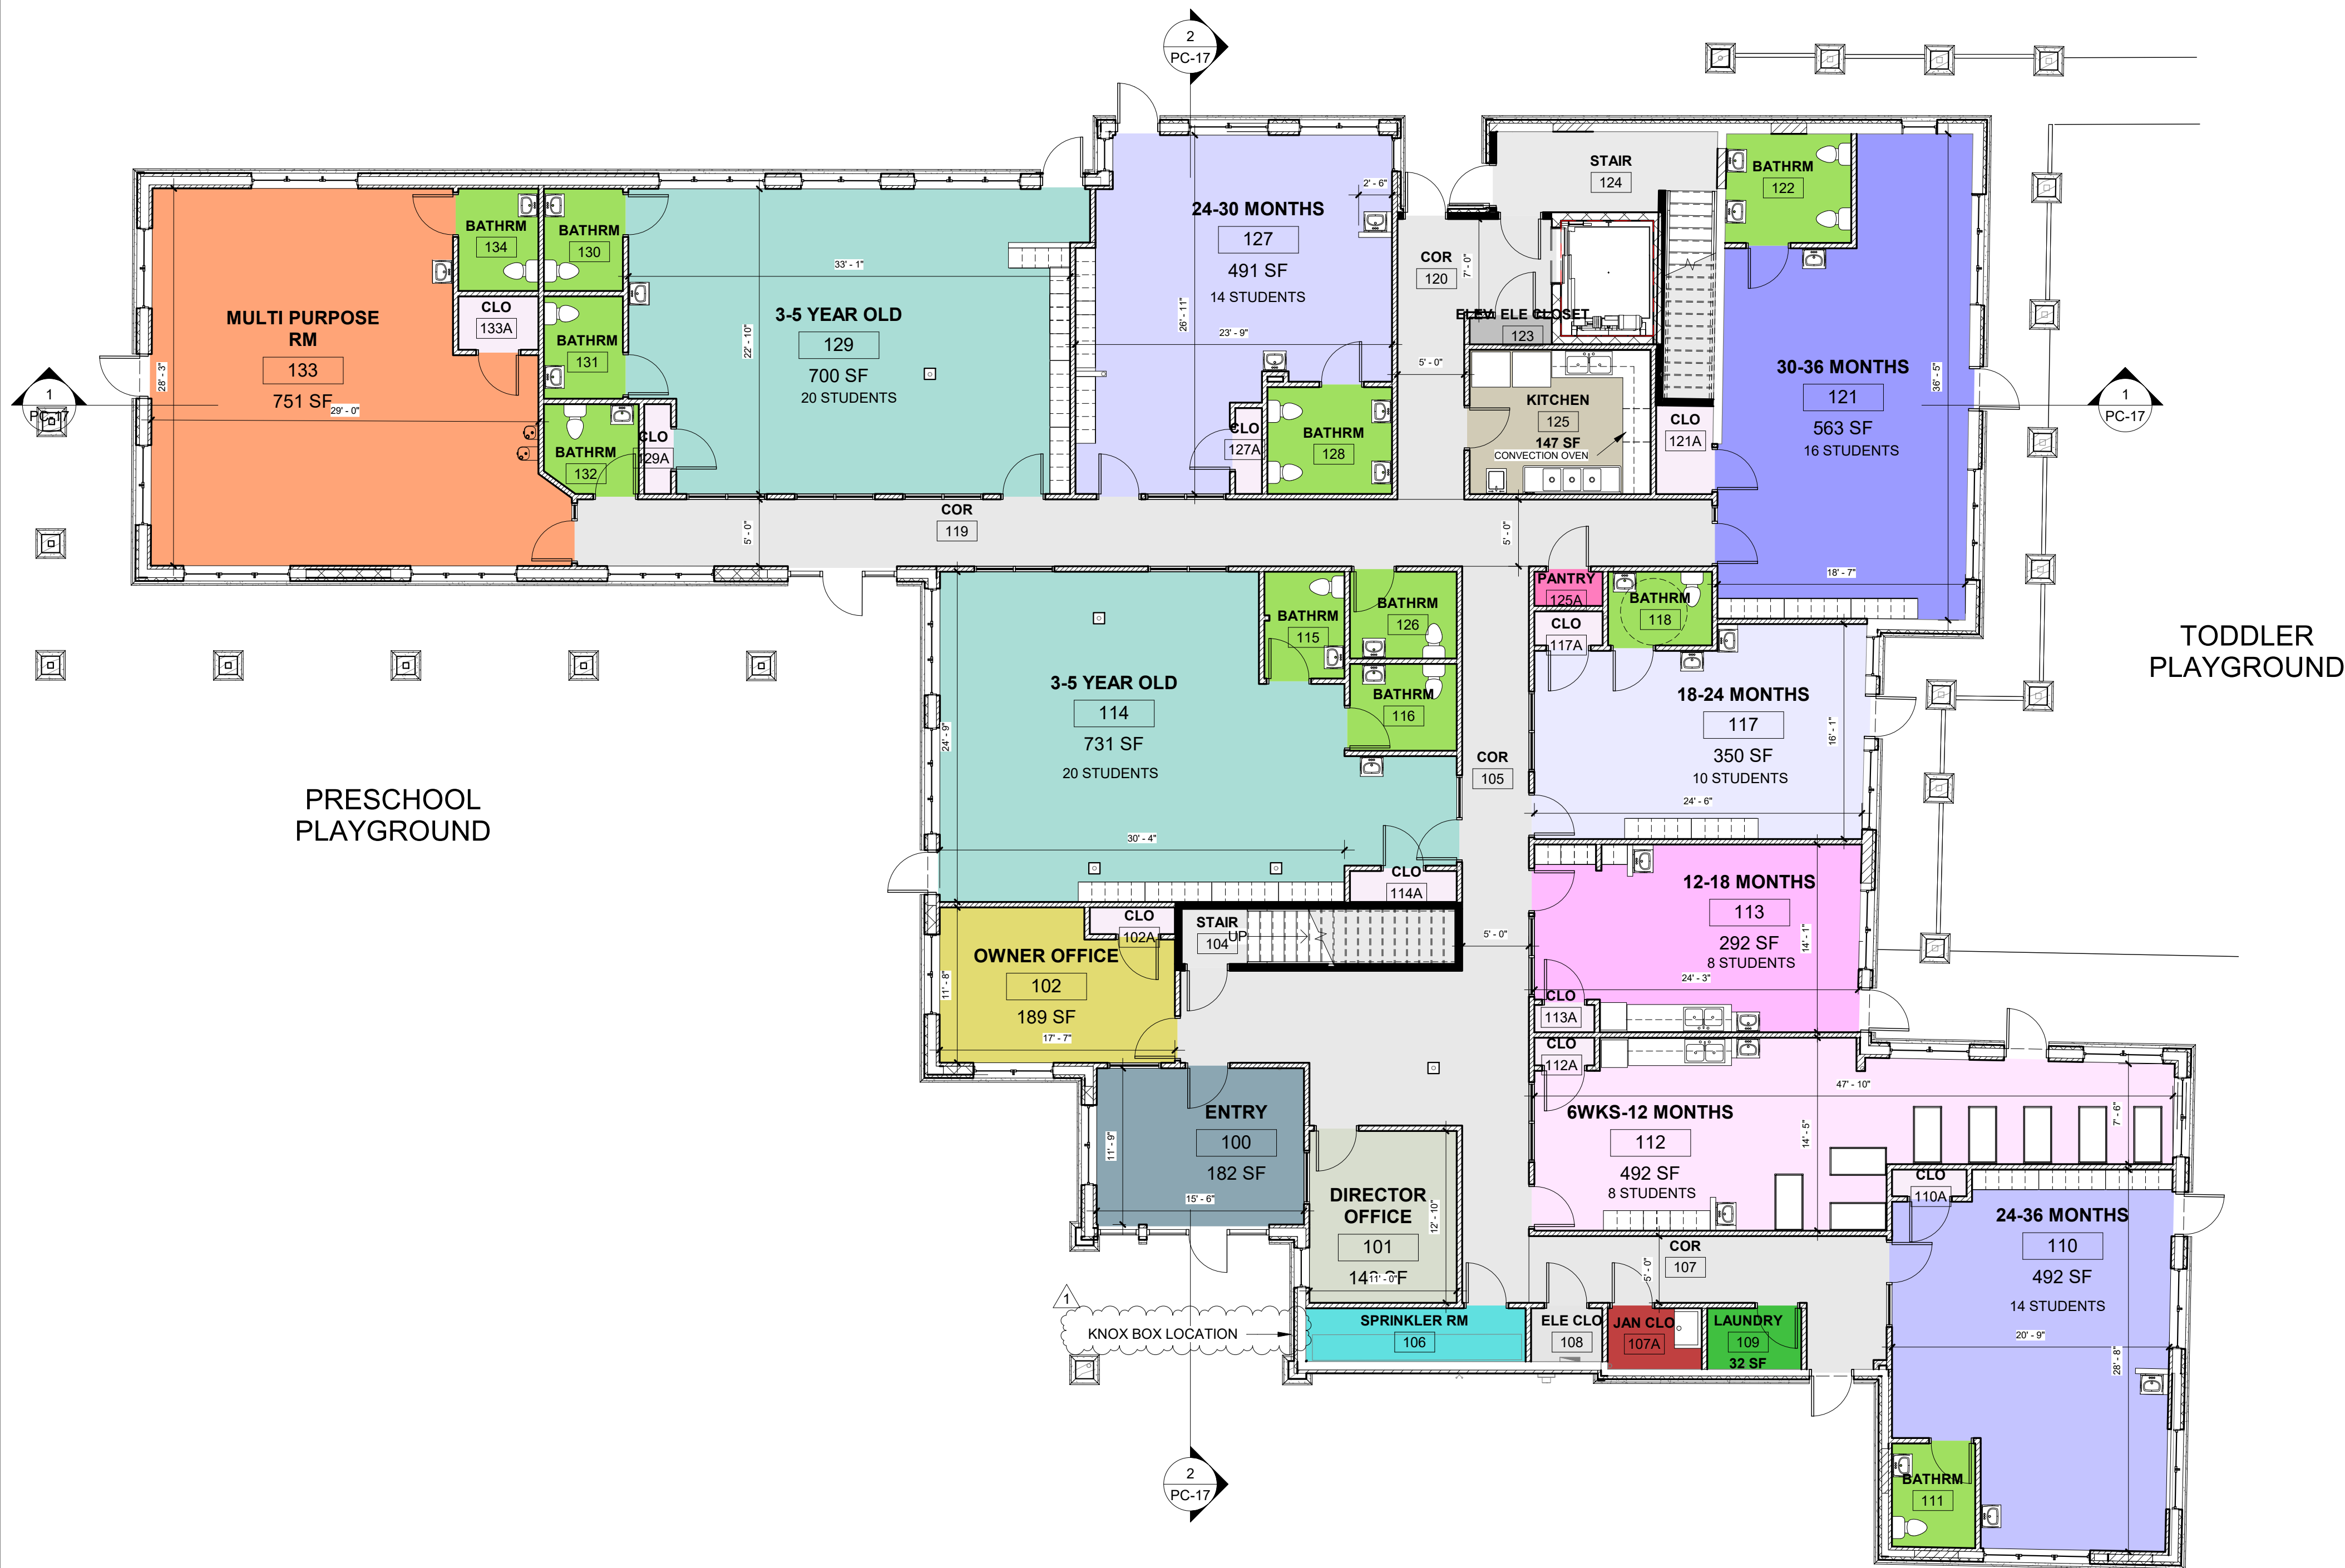 2
PC-17
STAIR
124
BATHRM
122
2' - 6"
24-30 MONTHS
127
491 SF
14 STUDENTS
26' - 11"
23' - 9"
BATHRM
134
BATHRM
130
33' - 1"
COR
120
7' - 0"
CLO
133A
MULTI PURPOSE
RM
133
751 SF
28' - 3"
29' - 0"
3-5 YEAR OLD
129
700 SF
20 STUDENTS
22' - 10"
BATHRM
131
ELEV. ELE CLOSET
123
5' - 0"
30-36 MONTHS
121
563 SF
16 STUDENTS
36' - 5"
1
PC-17
1
PC-17
KITCHEN
125
147 SF
CONVECTION OVEN
CLO
121A
CLO
127A
BATHRM
128
CLO
129A
BATHRM
132
COR
119
5' - 0"
5' - 0"
18' - 7"
PANTRY
125A
BATHRM
118
CLO
117A
BATHRM
115
BATHRM
126
BATHRM
116
TODDLER
PLAYGROUND
3-5 YEAR OLD
114
731 SF
20 STUDENTS
24' - 9"
30' - 4"
18-24 MONTHS
117
350 SF
10 STUDENTS
16' - 1"
24' - 6"
COR
105
PRESCHOOL
PLAYGROUND
CLO
114A
12-18 MONTHS
113
292 SF
8 STUDENTS
14' - 1"
24' - 3"
CLO
113A
CLO
102A
STAIR
104
UP
5' - 0"
OWNER OFFICE
102
189 SF
11' - 8"
17' - 7"
CLO
112A
47' - 10"
6WKS-12 MONTHS
112
492 SF
8 STUDENTS
14' - 5"
7' - 6"
ENTRY
100
182 SF
11' - 9"
15' - 6"
DIRECTOR
OFFICE
101
12' - 10"
11' - 0"
CLO
110A
24-36 MONTHS
110
492 SF
14 STUDENTS
20' - 9"
28' - 8"
COR
107
5' - 0"
1
KNOX BOX LOCATION
SPRINKLER RM
106
ELE CLO
108
JAN CLO
107A
LAUNDRY
109
32 SF
BATHRM
111
2
PC-17